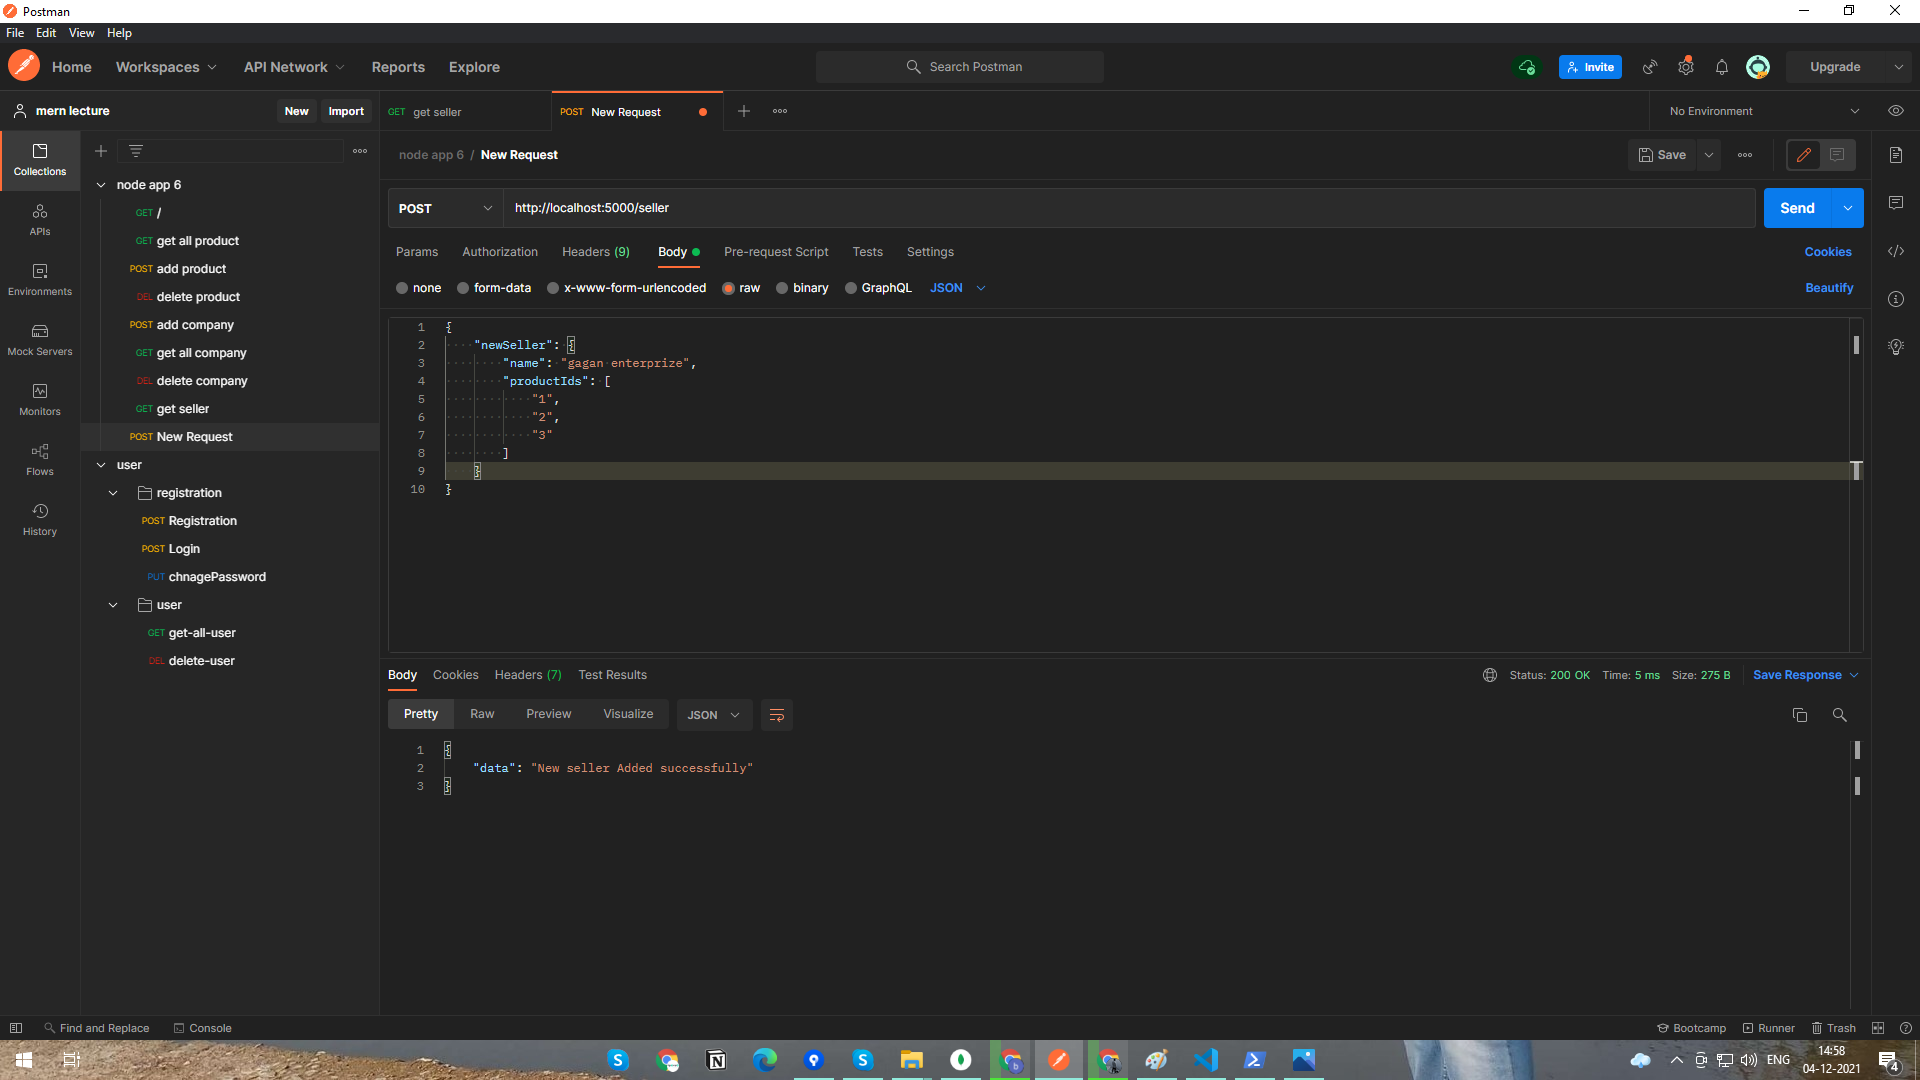 Postman
File Edit View Help
Home Workspaces API Network Reports Explore Search Postman Invite Upgrade
mern lecture New Import GET get seller POST New Request No Environment
Collections
APIs
Environments
Mock Servers
Monitors
Flows
History
node app 6
GET /
GET get all product
POST add product
DEL delete product
POST add company
GET get all company
DEL delete company
GET get seller
POST New Request
user
registration
POST Registration
POST Login
PUT chnagePassword
user
GET get-all-user
DEL delete-user
node app 6 / New Request Save
POST http://localhost:5000/seller Send
Params Authorization Headers (9) Body Pre-request Script Tests Settings Cookies
none form-data x-www-form-urlencoded raw binary GraphQL JSON Beautify
1 {
2 "newSeller": {
3 "name": "gagan enterprize",
4 "productIds": [
5 "1",
6 "2",
7 "3"
8 ]
9 }
10 }
Body Cookies Headers (7) Test Results Status: 200 OK Time: 5 ms Size: 275 B Save Response
Pretty Raw Preview Visualize JSON
1 {
2 "data": "New seller Added successfully"
3 }
Find and Replace Console Bootcamp Runner Trash
ENG 14:58
04-12-2021 4